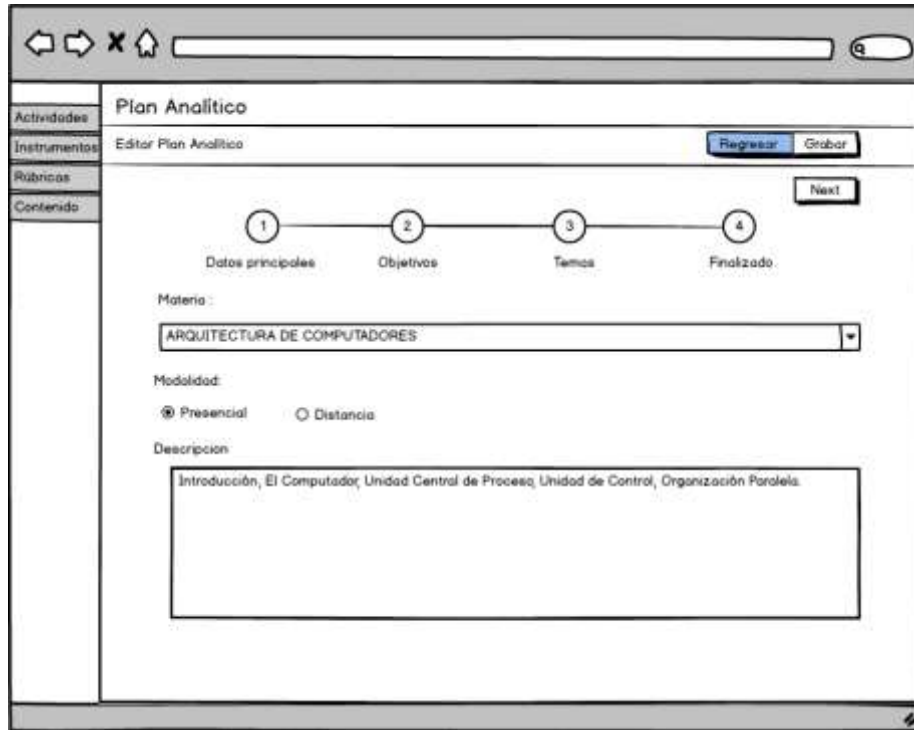 Plan Analítico
Actividades
Instrumentos
Editar Plan Analítico
Regresar
Grabar
Rúbricas
Next
Contenido
1
2
3
4
Datos principales
Objetivos
Temas
Finalizado
Materia :
ARQUITECTURA DE COMPUTADORES
Modalidad:
Presencial
Distancia
Descripcion
Introducción, El Computador, Unidad Central de Proceso, Unidad de Control, Organización Paralela.